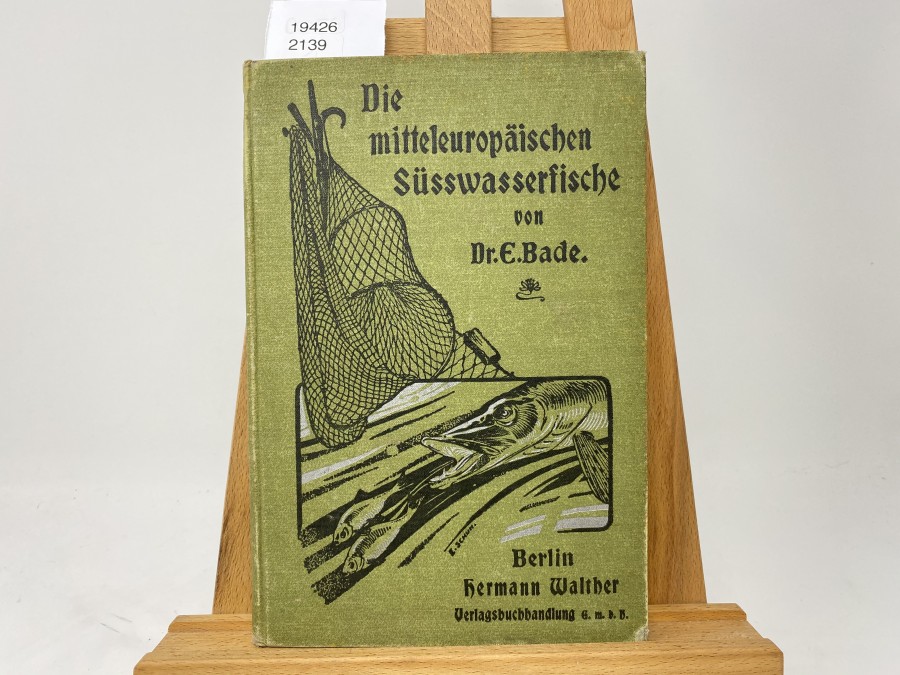 19426
2139
Die
mitteleuropäischen
Süsswasserfische
von
Dr. E. Bade.
Berlin
Hermann Walther
Verlagsbuchhandlung G. m. b. H.